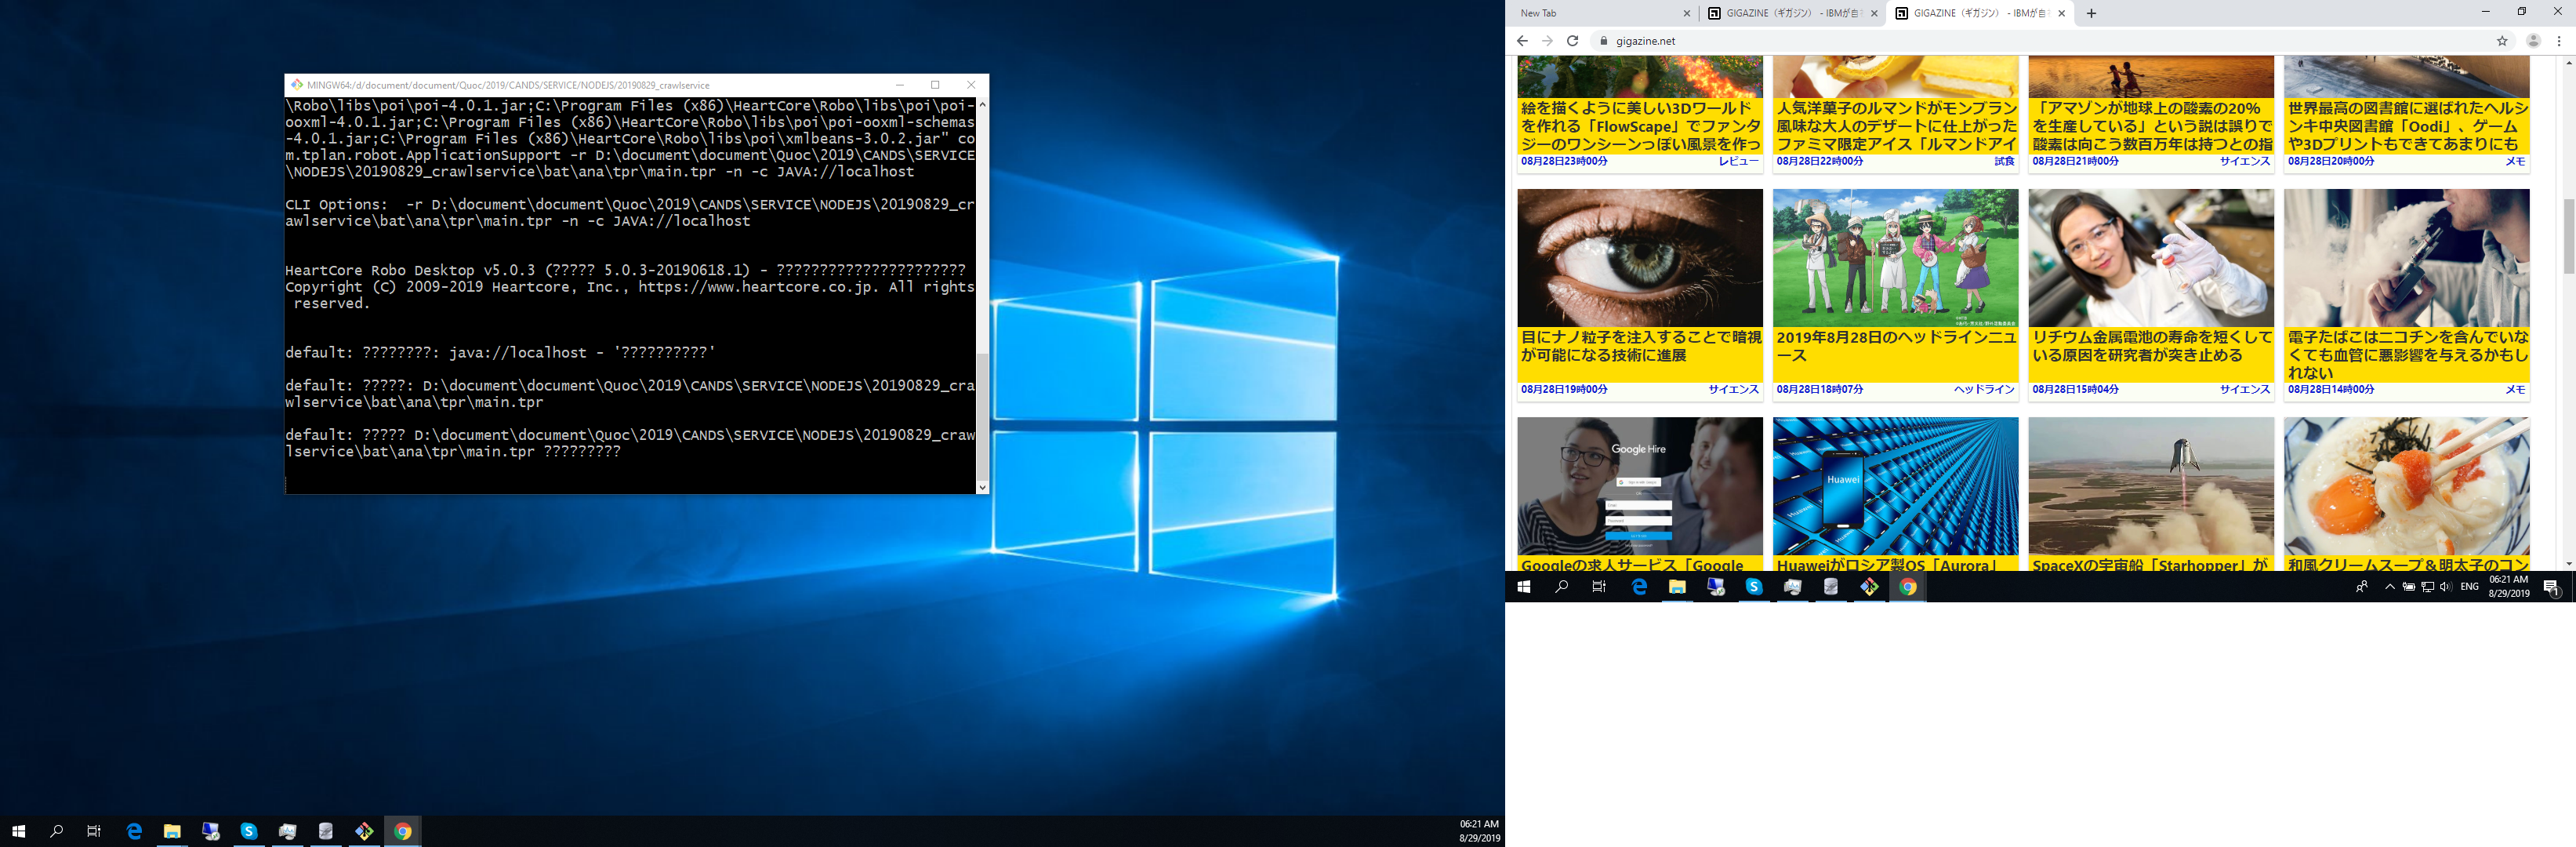 MINGW64:/d/document/document/Quoc/2019/CANDS/SERVICE/NODEJS/20190829_crawlservice
\Robo\libs\poi\poi-4.0.1.jar;C:\Program Files (x86)\HeartCore\Robo\libs\poi\poi-
ooxml-4.0.1.jar;C:\Program Files (x86)\HeartCore\Robo\libs\poi\poi-ooxml-schemas
-4.0.1.jar;C:\Program Files (x86)\HeartCore\Robo\libs\poi\xmlbeans-3.0.2.jar" co
m.tplan.robot.ApplicationSupport -r D:\document\document\Quoc\2019\CANDS\SERVICE
\NODEJS\20190829_crawlservice\bat\ana\tpr\main.tpr -n -c JAVA://localhost
CLI Options:  -r D:\document\document\Quoc\2019\CANDS\SERVICE\NODEJS\20190829_cr
awlservice\bat\ana\tpr\main.tpr -n -c JAVA://localhost
HeartCore Robo Desktop v5.0.3 (????? 5.0.3-20190618.1) - ??????????????????????
Copyright (C) 2009-2019 Heartcore, Inc., https://www.heartcore.co.jp. All rights
 reserved.
default: ????????: java://localhost - '??????????'
default: ?????: D:\document\document\Quoc\2019\CANDS\SERVICE\NODEJS\20190829_cra
wlservice\bat\ana\tpr\main.tpr
default: ????? D:\document\document\Quoc\2019\CANDS\SERVICE\NODEJS\20190829_craw
lservice\bat\ana\tpr\main.tpr ?????????
06:21 AM
8/29/2019
New Tab
GIGAZINE（ギガジン） - IBMが自
GIGAZINE（ギガジン） - IBMが自
gigazine.net
絵を描くように美しい3Dワールド
を作れる「FlowScape」でファンタ
ジーのワンシーンっぽい風景を作っ
08月28日23時00分 レビュー
人気洋菓子のルマンドがモンブラン
風味な大人のデザートに仕上がった
ファミマ限定アイス「ルマンドアイ
08月28日22時00分 試食
「アマゾンが地球上の酸素の20%
を生産している」という説は誤りで
酸素は向こう数百万年は持つとの指
08月28日21時00分 サイエンス
世界最高の図書館に選ばれたヘルシ
ンキ中央図書館「Oodi」、ゲーム
や3Dプリントもできてあまりにも
08月28日20時00分 メモ
目にナノ粒子を注入することで暗視
が可能になる技術に進展
08月28日19時00分 サイエンス
2019年8月28日のヘッドラインニュ
ース
08月28日18時07分 ヘッドライン
リチウム金属電池の寿命を短くして
いる原因を研究者が突き止める
08月28日15時04分 サイエンス
電子たばこはニコチンを含んでいな
くても血管に悪影響を与えるかもし
れない
08月28日14時00分 メモ
Google Hire
Huawei
Googleの求人サービス「Google
Huaweiがロシア製OS「Aurora」
SpaceXの宇宙船「Starhopper」が
和風クリームスープ＆明太子のコン
ENG
06:21 AM
8/29/2019
1